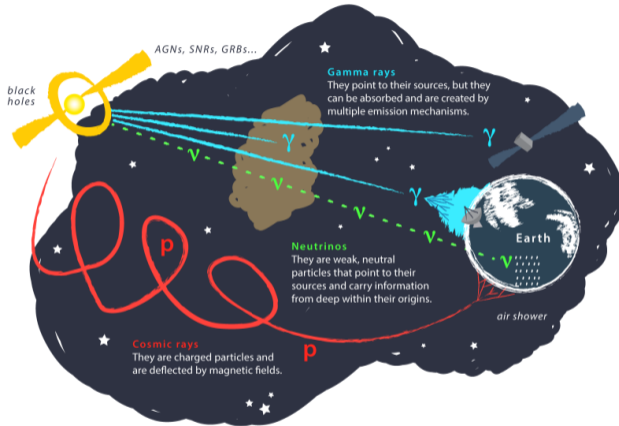 AGNs, SNRs, GRBs...
black
holes
Gamma rays
They point to their sources, but they
can be absorbed and are created by
multiple emission mechanisms.
γ
γ
γ
ν
ν
ν
ν
ν
Neutrinos
They are weak, neutral
particles that point to their
sources and carry information
from deep within their origins.
Earth
air shower
p
p
Cosmic rays
They are charged particles and
are deflected by magnetic fields.